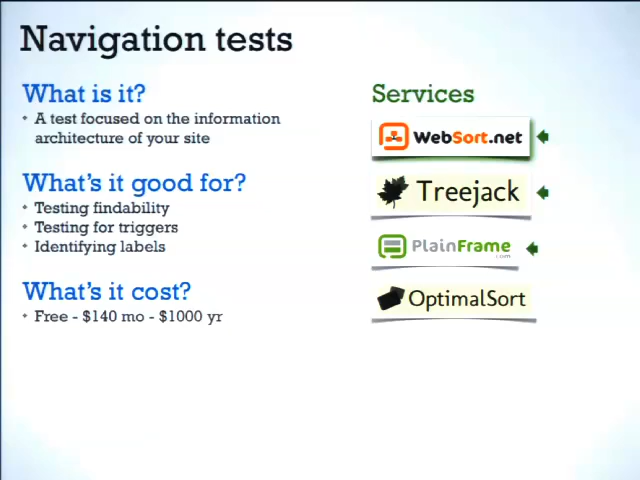 Navigation tests
What is it?
A test focused on the information
architecture of your site
What's it good for?
Testing findability
Testing for triggers
Identifying labels
What's it cost?
Free - $140 mo - $1000 yr
Services
WebSort.net
Treejack
PlainFrame
.com
OptimalSort